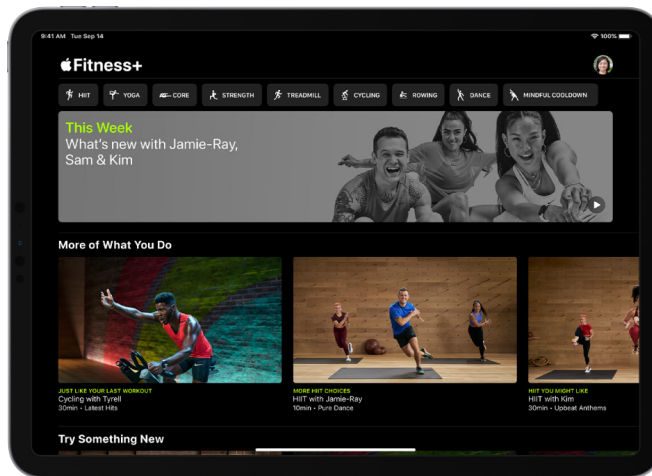 9:41 AM Tue Sep 14
100%
Fitness+
HIIT
YOGA
CORE
STRENGTH
TREADMILL
CYCLING
ROWING
DANCE
MINDFUL COOLDOWN
This Week
What's new with Jamie-Ray,
Sam & Kim
More of What You Do
JUST LIKE YOUR LAST WORKOUT
Cycling with Tyrell
30min • Latest Hits
MORE HIIT CHOICES
HIIT with Jamie-Ray
10min • Pure Dance
HIIT YOU MIGHT LIKE
HIIT with Kim
30min • Upbeat Anthems
Try Something New